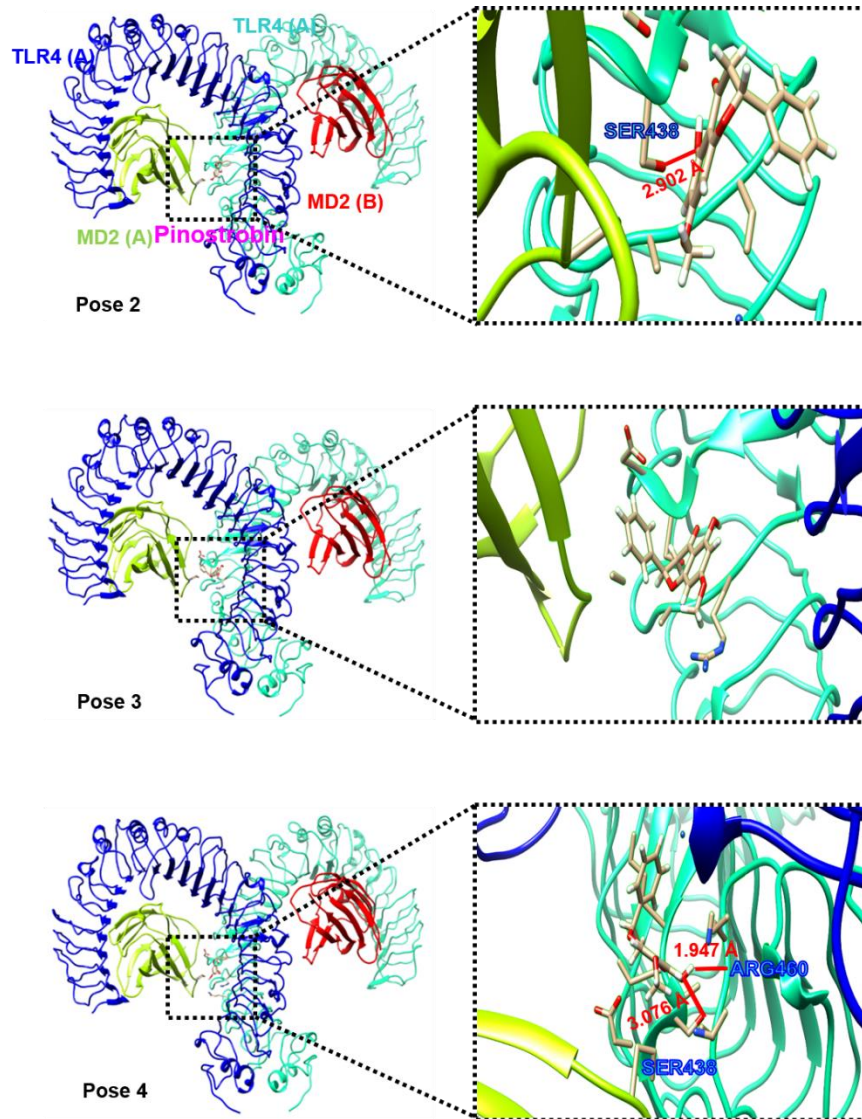 TLR4 (A)
TLR4 (A)
MD2 (B)
MD2 (A)
Pinostrobin
Pose 2
SER438
2.902 A
Pose 3
Pose 4
1.947 A
ARG460
3.076 A
SER438